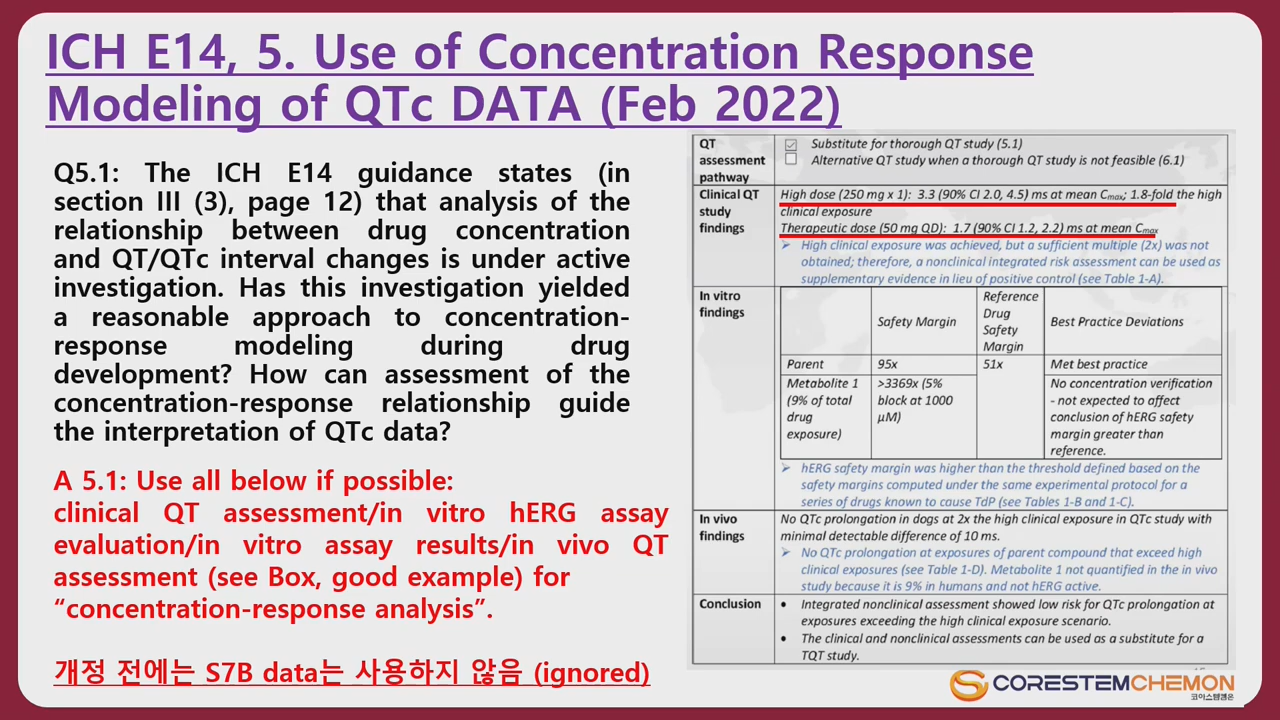 ICH E14, 5. Use of Concentration Response
Modeling of QTc DATA (Feb 2022)
Q5.1: The ICH E14 guidance states (in
section III (3), page 12) that analysis of the
relationship between drug concentration
and QT/QTc interval changes is under active
investigation. Has this investigation yielded
a reasonable approach to concentration-
response modeling during drug
development? How can assessment of the
concentration-response relationship guide
the interpretation of QTc data?
A 5.1: Use all below if possible:
clinical QT assessment/in vitro hERG assay
evaluation/in vitro assay results/in vivo QT
assessment (see Box, good example) for
“concentration-response analysis”.
개정 전에는 S7B data는 사용하지 않음 (ignored)
QT
assessment
pathway
Substitute for thorough QT study (5.1)
Alternative QT study when a thorough QT study is not feasible (6.1)
Clinical QT
study
findings
High dose (250 mg x 1): 3.3 (90% CI 2.0, 4.5) ms at mean Cmax; 1.8-fold the high
clinical exposure
Therapeutic dose (50 mg QD): 1.7 (90% CI 1.2, 2.2) ms at mean Cmax
➢ High clinical exposure was achieved, but a sufficient multiple (2x) was not
obtained; therefore, a nonclinical integrated risk assessment can be used as
supplementary evidence in lieu of positive control (see Table 1-A).
In vitro
findings
Safety Margin
Reference
Drug
Safety
Margin
Best Practice Deviations
Parent
95x
51x
Met best practice
Metabolite 1
(9% of total
drug
exposure)
>3369x (5%
block at 1000
μM)
No concentration verification
- not expected to affect
conclusion of hERG safety
margin greater than
reference.
➢ hERG safety margin was higher than the threshold defined based on the
safety margins computed under the same experimental protocol for a
series of drugs known to cause TdP (see Tables 1-B and 1-C).
In vivo
findings
No QTc prolongation in dogs at 2x the high clinical exposure in QTc study with
minimal detectable difference of 10 ms.
➢ No QTc prolongation at exposures of parent compound that exceed high
clinical exposures (see Table 1-D). Metabolite 1 not quantified in the in vivo
study because it is 9% in humans and not hERG active.
Conclusion
• Integrated nonclinical assessment showed low risk for QTc prolongation at
exposures exceeding the high clinical exposure scenario.
• The clinical and nonclinical assessments can be used as a substitute for a
TQT study.
CORESTEMCHEMON
코아스템켐온